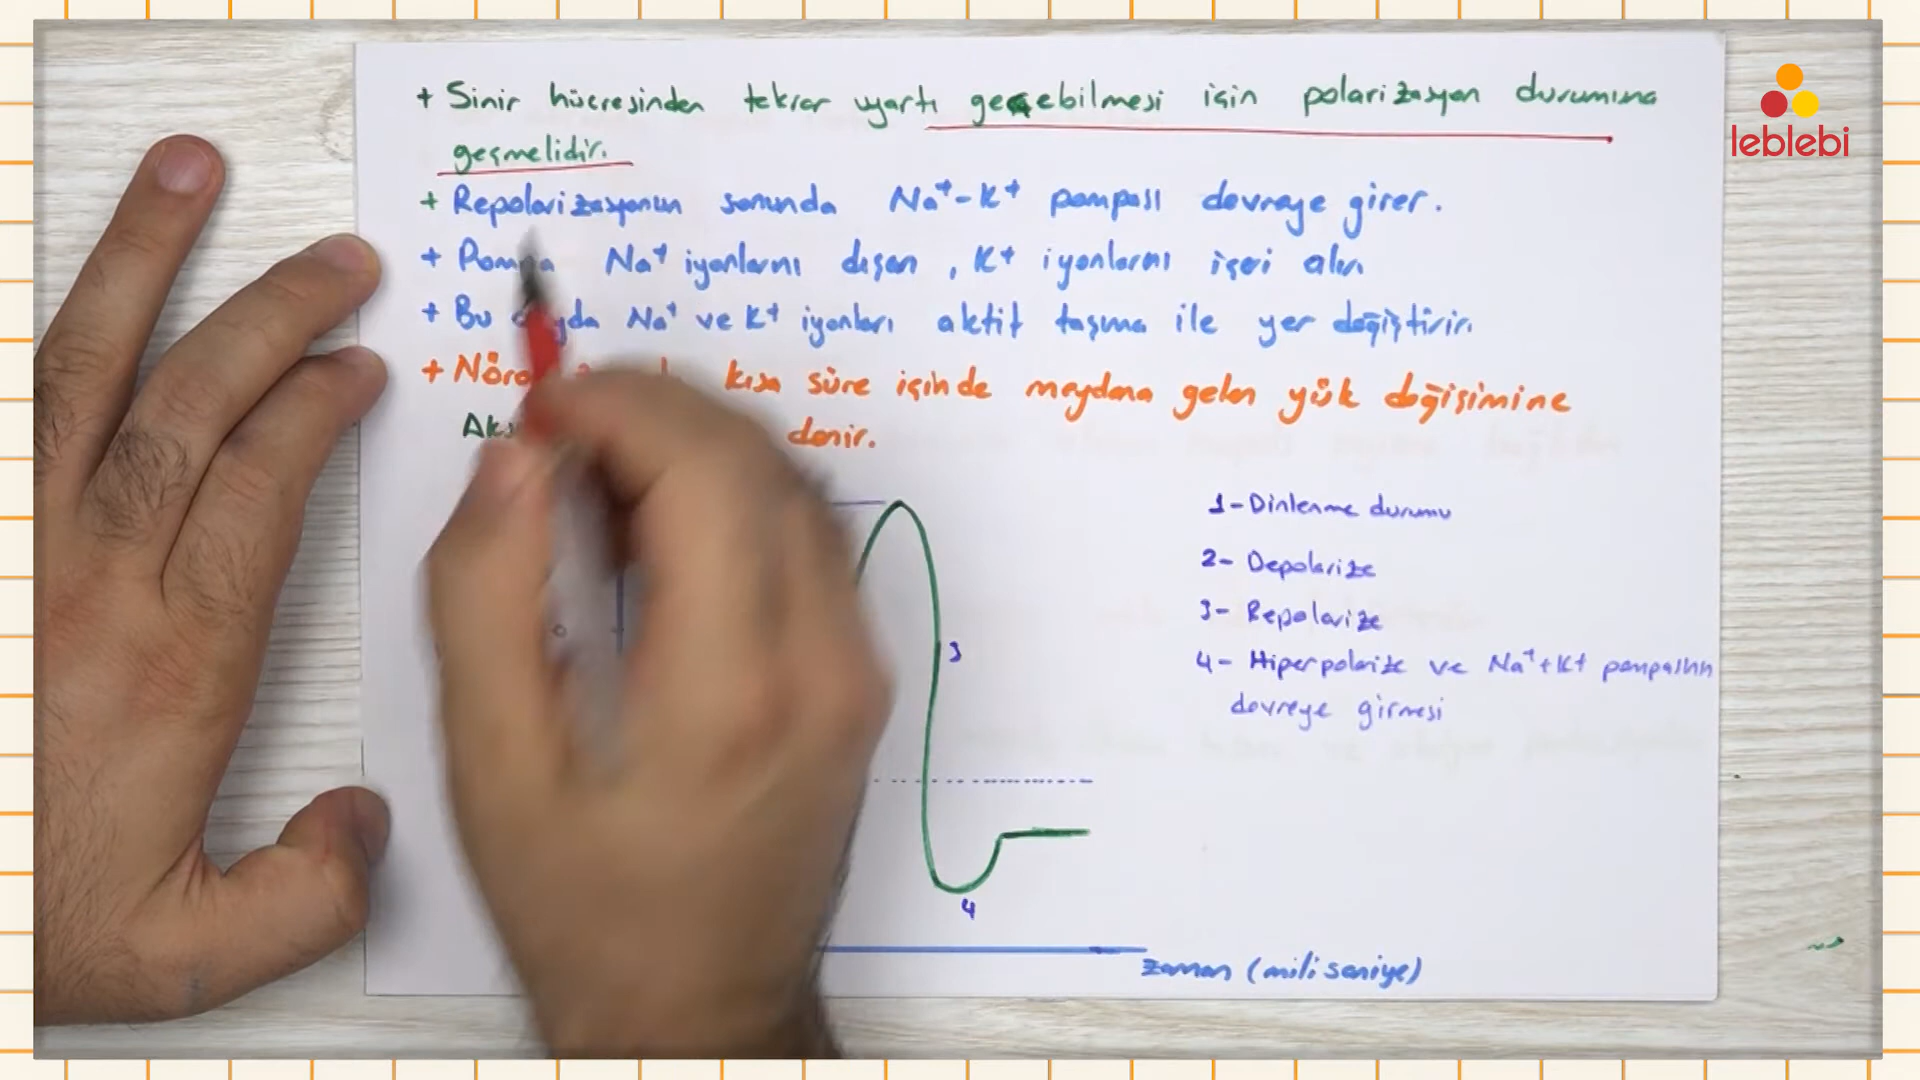 + Sinir hücresinden tekrar uyartı geçebilmesi için polarizasyon durumuna
geçmelidir.
+ Repolarizasyonun sonunda Na⁺-K⁺ pompası devreye girer.
+ Pompa Na⁺ iyonlarını dışarı, K⁺ iyonlarını içeri alır.
+ Bu Na⁺ ve K⁺ iyonları aktif taşıma ile yer değiştirir.
+ kısa süre içinde meydana gelen yük değişimine
denir.
1-Dinlenme durumu
2- Depolarize
3- Repolarize
4- Hiperpolarize ve Na⁺+K+ pompasının
devreye girmesi
0
3
4
zaman (mili saniye)
leblebi